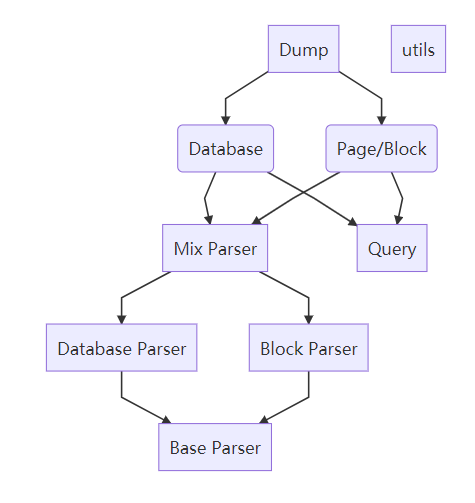 Dump
utils
Database
Page/Block
Mix Parser
Query
Database Parser
Block Parser
Base Parser